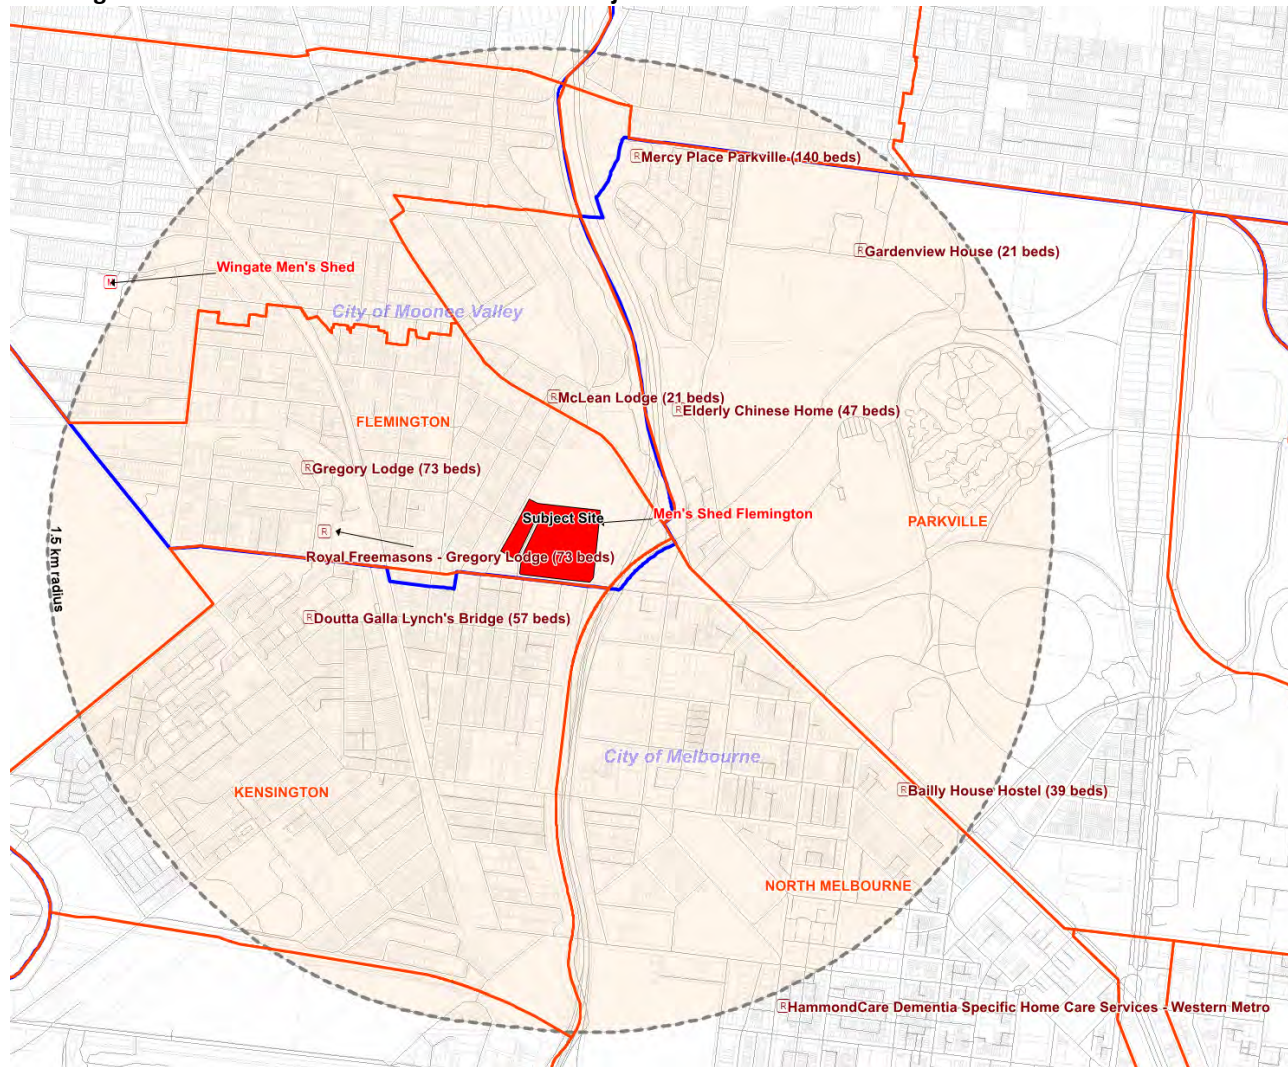 Mercy Place Parkville (140 beds)
Gardenview House (21 beds)
Wingate Men's Shed
City of Moonee Valley
McLean Lodge (21 beds)
Elderly Chinese Home (47 beds)
FLEMINGTON
Gregory Lodge (73 beds)
Subject Site
Men's Shed Flemington
PARKVILLE
Royal Freemasons - Gregory Lodge (73 beds)
1.5 km radius
Doutta Galla Lynch's Bridge (57 beds)
City of Melbourne
KENSINGTON
Bailly House Hostel (39 beds)
NORTH MELBOURNE
HammondCare Dementia Specific Home Care Services - Western Metro